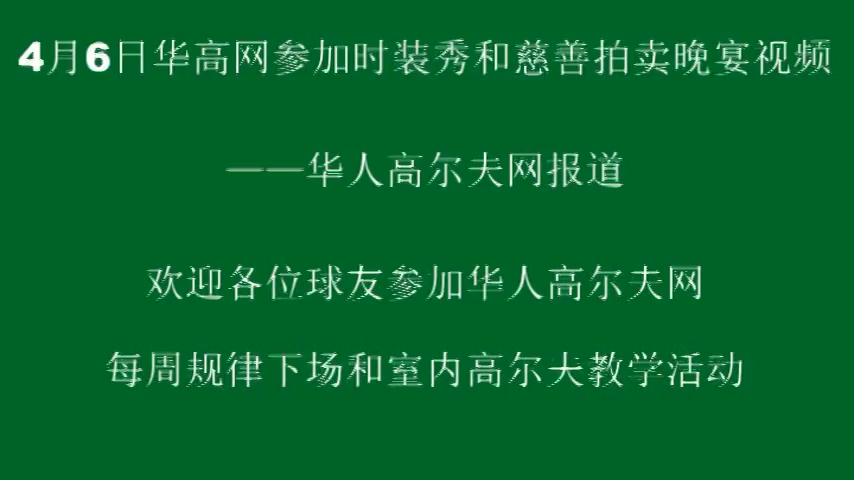 4月6日华高网参加时装秀和慈善拍卖晚宴视频
——华人高尔夫网报道
欢迎各位球友参加华人高尔夫网
每周规律下场和室内高尔夫教学活动